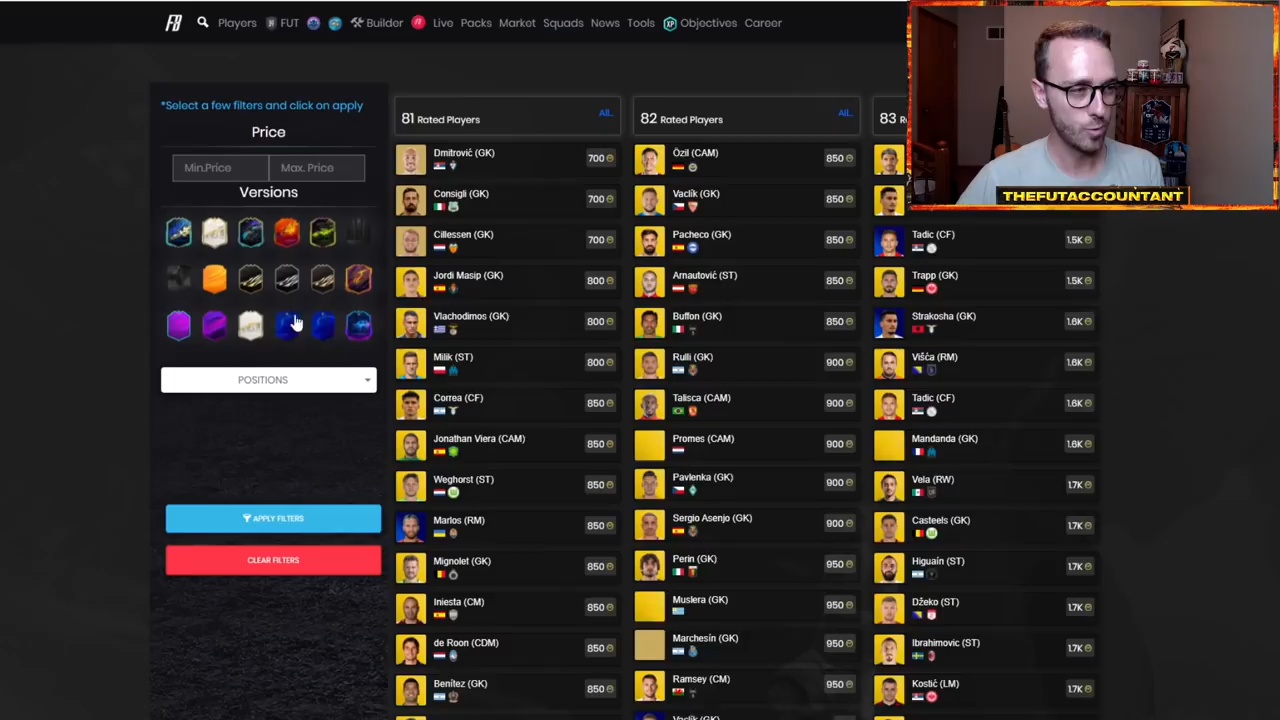 Players FUT Builder Live Packs Market Squads News Tools XP Objectives Career
*Select a few filters and click on apply
Price
Min.Price Max. Price
Versions
POSITIONS
APPLY FILTERS
CLEAR FILTERS
81 Rated Players All..
Dmitrović (GK) 700
Consigli (GK) 700
Cillessen (GK) 700
Jordi Masip (GK) 800
Vlachodimos (GK) 800
Milik (ST) 800
Correa (CF) 850
Jonathan Viera (CAM) 850
Weghorst (ST) 850
Marlos (RM) 850
Mignolet (GK) 850
Iniesta (CM) 850
de Roon (CDM) 850
Benítez (GK) 850
82 Rated Players All..
Özil (CAM) 850
Vaclík (GK) 850
Pacheco (GK) 850
Arnautović (ST) 850
Buffon (GK) 850
Rulli (GK) 900
Talisca (CAM) 900
Promes (CAM) 900
Pavlenka (GK) 900
Sergio Asenjo (GK) 900
Perin (GK) 950
Muslera (GK) 950
Marchesín (GK) 950
Ramsey (CM) 950
Vaclík (GK)
83 Ra
Tadic (CF) 1.5K
Trapp (GK) 1.5K
Strakosha (GK) 1.6K
Višća (RM) 1.6K
Tadic (CF) 1.6K
Mandanda (GK) 1.6K
Vela (RW) 1.7K
Casteels (GK) 1.7K
Higuaín (ST) 1.7K
Džeko (ST) 1.7K
Ibrahimovic (ST) 1.7K
Kostić (LM) 1.7K
THEFUTACCOUNTANT